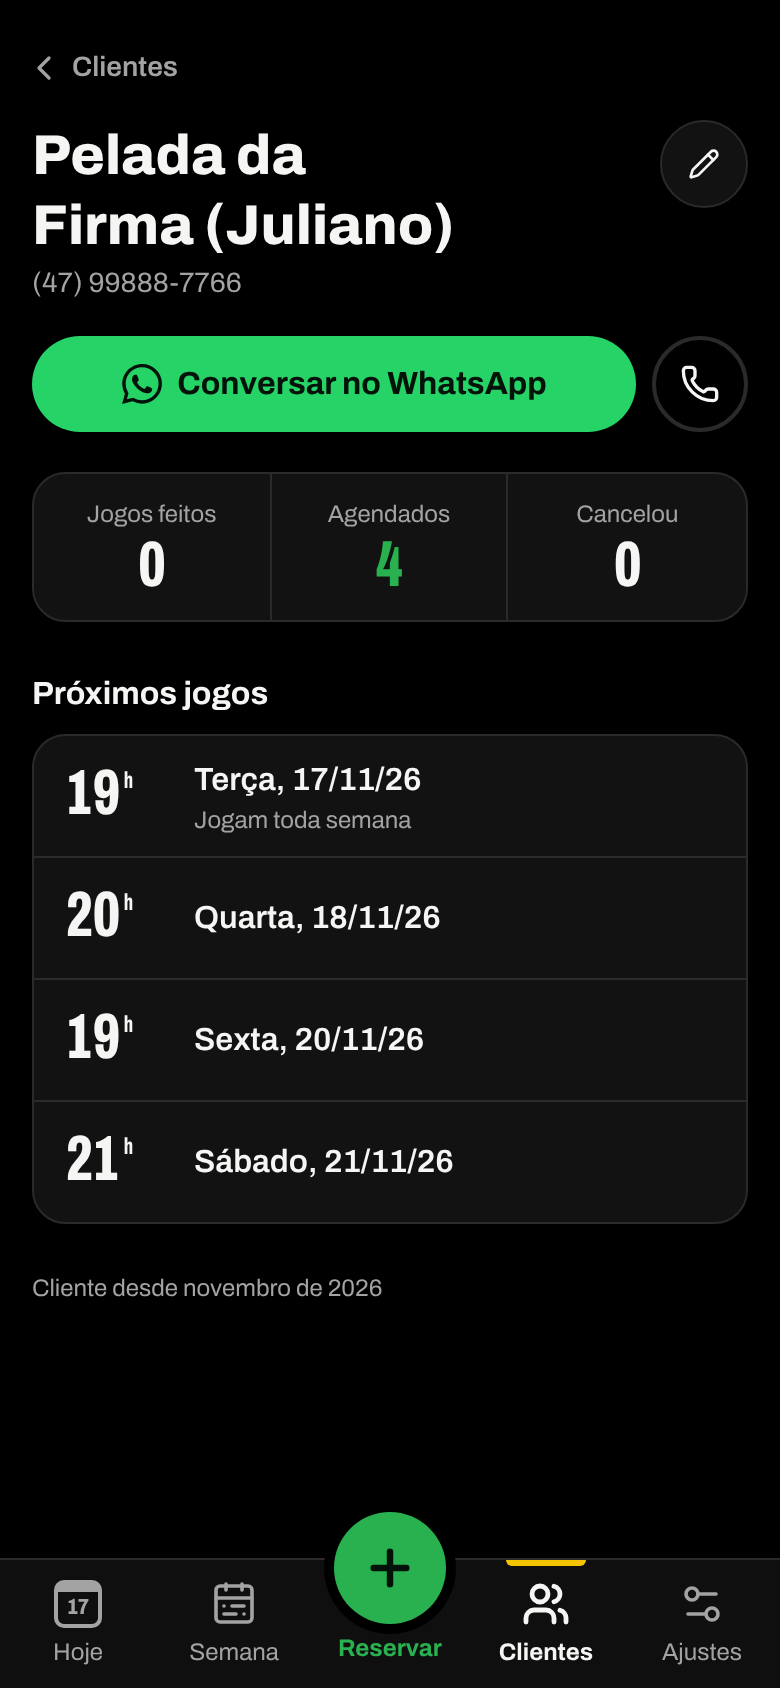 Clientes
Pelada da
Firma (Juliano)
(47) 99888-7766
Conversar no WhatsApp
Jogos feitos
0
Agendados
4
Cancelou
0
Próximos jogos
19h
Terça, 17/11/26
Jogam toda semana
20h
Quarta, 18/11/26
19h
Sexta, 20/11/26
21h
Sábado, 21/11/26
Cliente desde novembro de 2026
17
Hoje
Semana
Reservar
Clientes
Ajustes